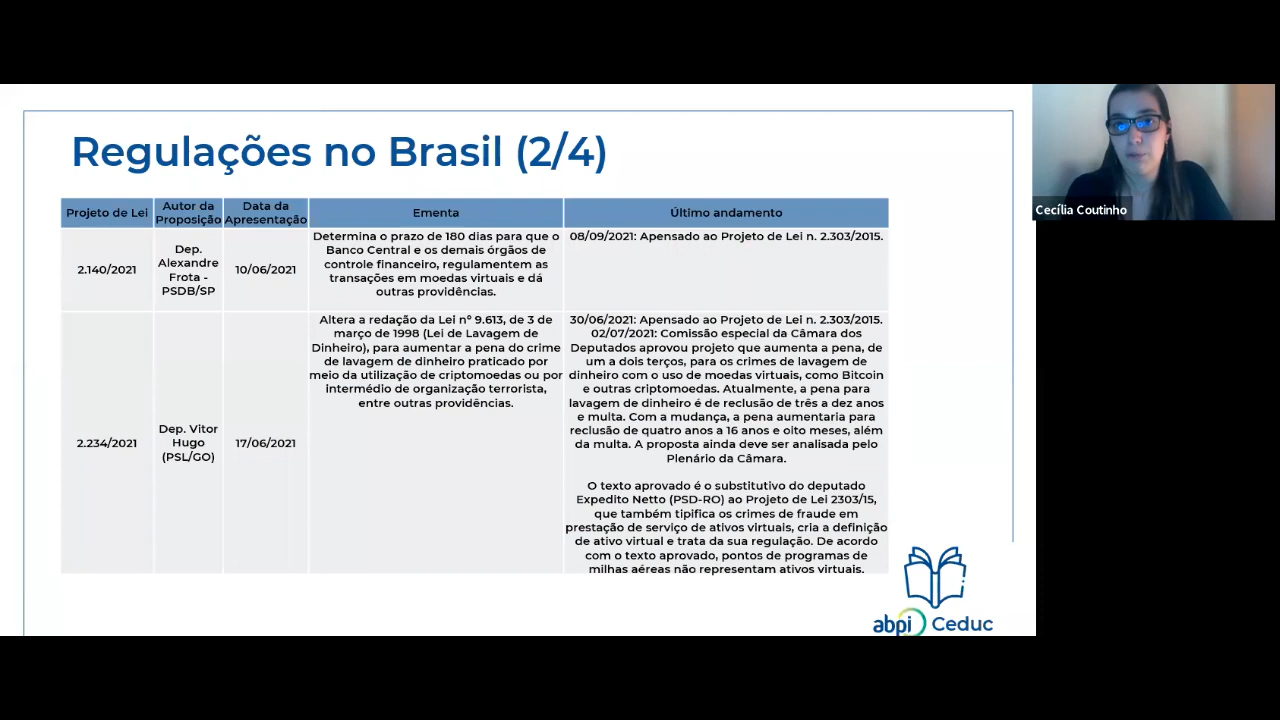 Regulações no Brasil (2/4)
Projeto de Lei
Autor da
Proposição
Data da
Apresentação
Ementa
Último andamento
2.140/2021
Dep.
Alexandre
Frota -
PSDB/SP
10/06/2021
Determina o prazo de 180 dias para que o
Banco Central e os demais órgãos de
controle financeiro, regulamentem as
transações em moedas virtuais e dá
outras providências.
08/09/2021: Apensado ao Projeto de Lei n. 2.303/2015.
2.234/2021
Dep. Vitor
Hugo
(PSL/GO)
17/06/2021
Altera a redação da Lei nº 9.613, de 3 de
março de 1998 (Lei de Lavagem de
Dinheiro), para aumentar a pena do crime
de lavagem de dinheiro praticado por
meio da utilização de criptomoedas ou por
intermédio de organização terrorista,
entre outras providências.
30/06/2021: Apensado ao Projeto de Lei n. 2.303/2015.
02/07/2021: Comissão especial da Câmara dos
Deputados aprovou projeto que aumenta a pena, de
um a dois terços, para os crimes de lavagem de
dinheiro com o uso de moedas virtuais, como Bitcoin
e outras criptomoedas. Atualmente, a pena para
lavagem de dinheiro é de reclusão de três a dez anos
e multa. Com a mudança, a pena aumentaria para
reclusão de quatro anos a 16 anos e oito meses, além
da multa. A proposta ainda deve ser analisada pelo
Plenário da Câmara.
O texto aprovado é o substitutivo do deputado
Expedito Netto (PSD-RO) ao Projeto de Lei 2303/15,
que também tipifica os crimes de fraude em
prestação de serviço de ativos virtuais, cria a definição
de ativo virtual e trata da sua regulação. De acordo
com o texto aprovado, pontos de programas de
milhas aéreas não representam ativos virtuais.
abpi Ceduc
Cecília Coutinho